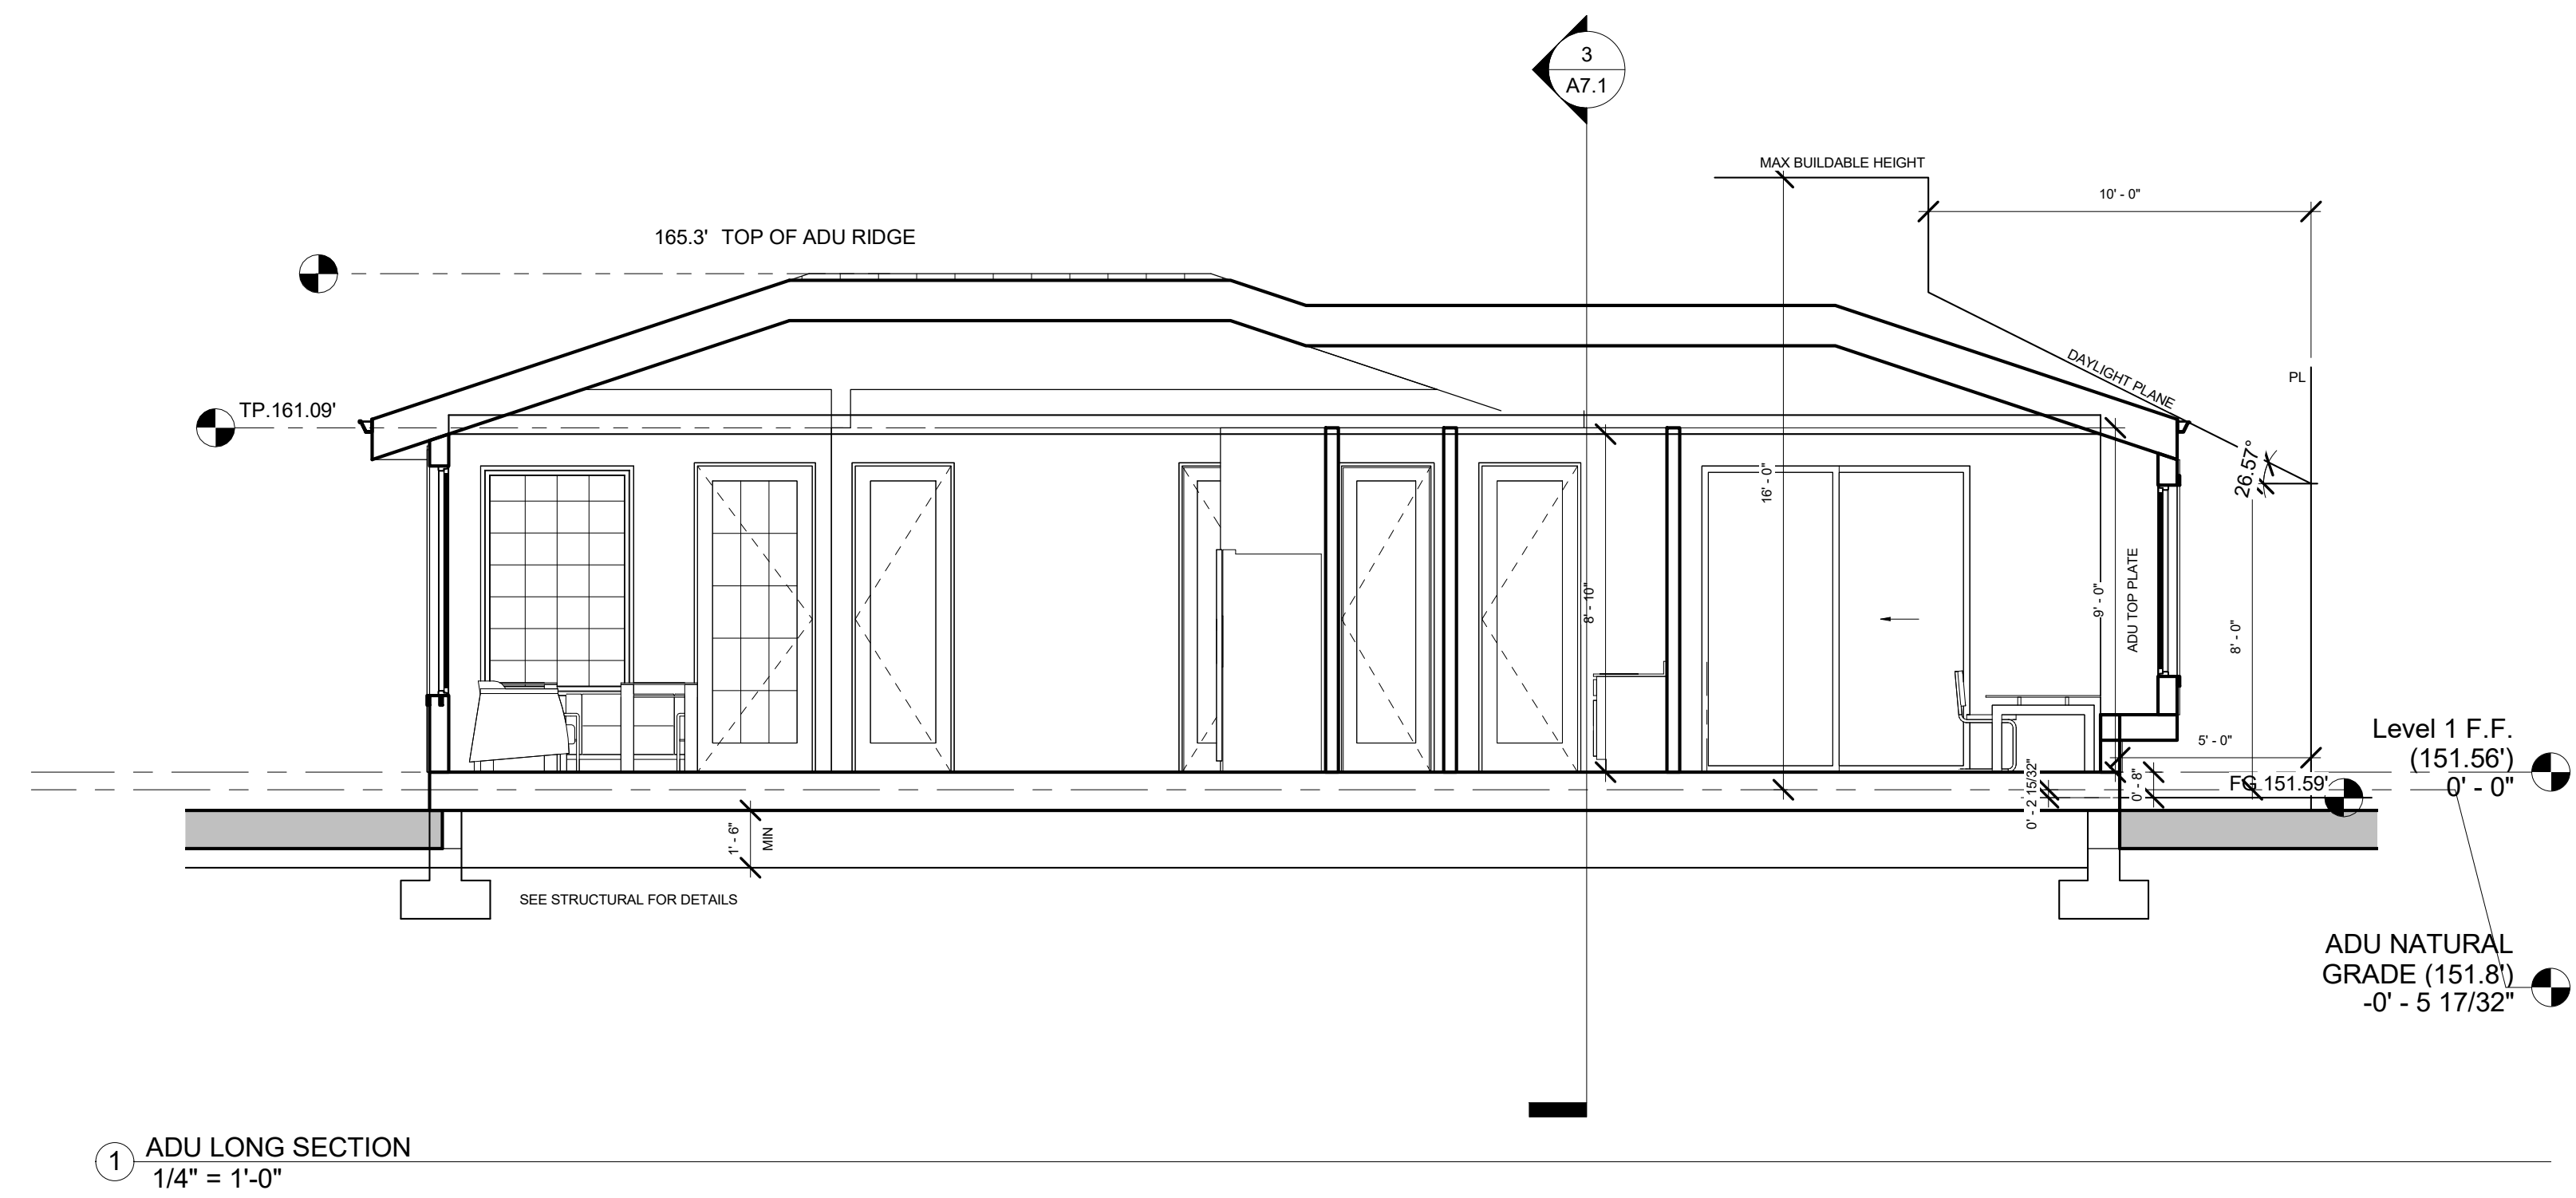 3
A7.1
MAX BUILDABLE HEIGHT
10' - 0"
165.3'  TOP OF ADU RIDGE
DAYLIGHT PLANE
PL
TP.161.09'
26.57°
16' - 0"
8' - 10"
9' - 0"
ADU TOP PLATE
8' - 0"
5' - 0"
Level 1 F.F.
(151.56')
0' - 0"
FG 151.59'
0' - 8"
0' - 2 15/32"
1' - 6"
MIN
SEE STRUCTURAL FOR DETAILS
ADU NATURAL
GRADE (151.8')
-0' - 5 17/32"
1
ADU LONG SECTION
1/4" = 1'-0"